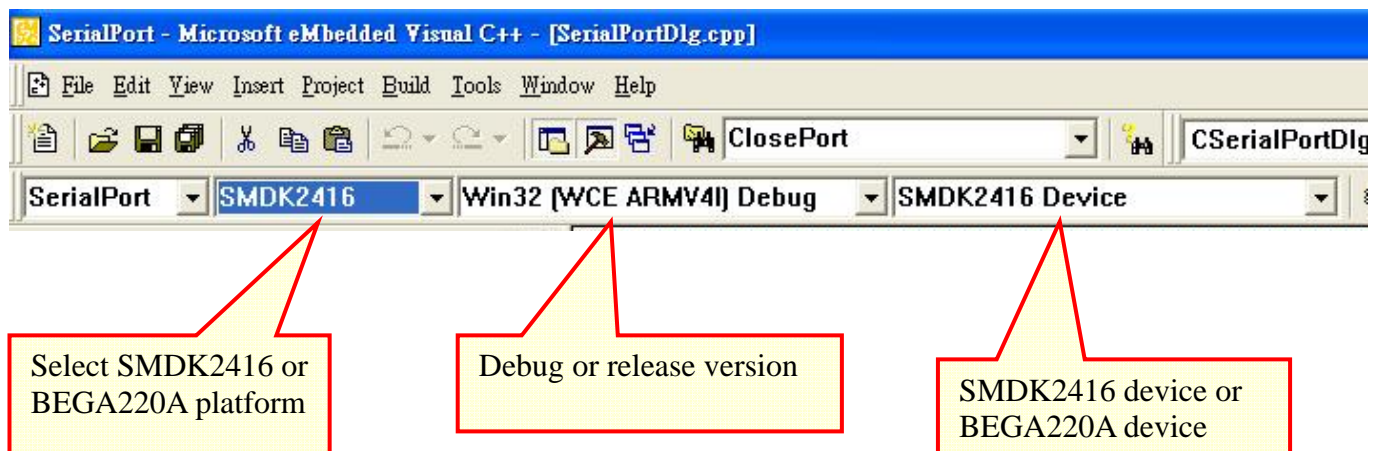 SerialPort - Microsoft eMbedded Visual C++ - [SerialPortDlg.cpp]
File Edit View Insert Project Build Tools Window Help
ClosePort CSerialPortDlg
SerialPort SMDK2416 Win32 (WCE ARMV4I) Debug SMDK2416 Device
Select SMDK2416 or
BEGA220A platform
Debug or release version
SMDK2416 device or
BEGA220A device